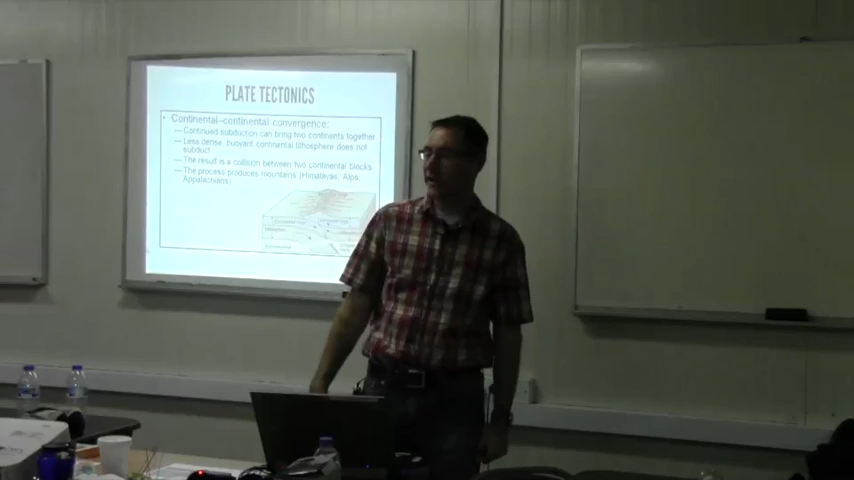 PLATE TECTONICS
• Continental–continental convergence:
— Continued subduction can bring two continents together
— Less dense, buoyant continental lithosphere does not
subduct
— The result is a collision between two continental blocks
— The process produces mountains (Himalayas, Alps,
Appalachians)